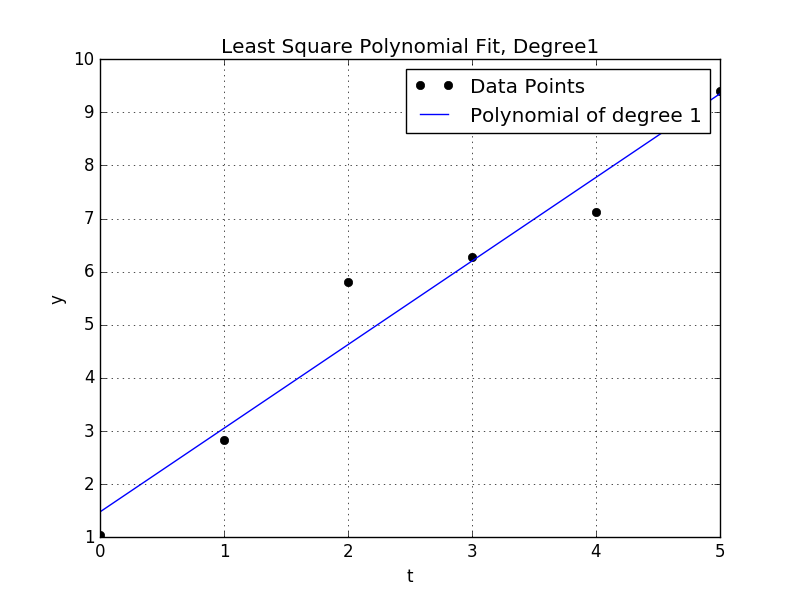 Least Square Polynomial Fit, Degree1
Data Points
Polynomial of degree 1
10
9
8
7
6
5
4
3
2
1
y
0 1 2 3 4 5
t